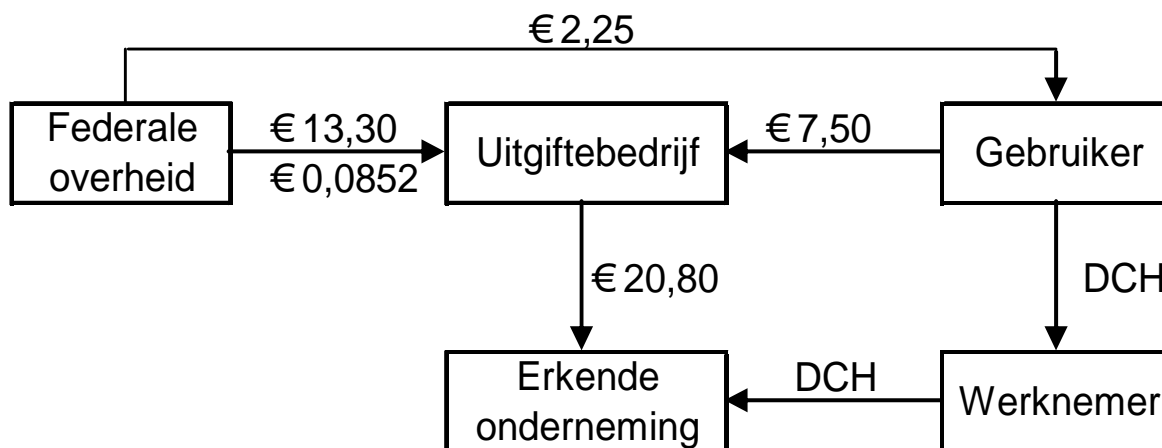 € 2,25
Federale
overheid
€ 13,30
€ 0,0852
Uitgiftebedrijf
€ 7,50
Gebruiker
€ 20,80
DCH
Erkende
onderneming
DCH
Werknemer